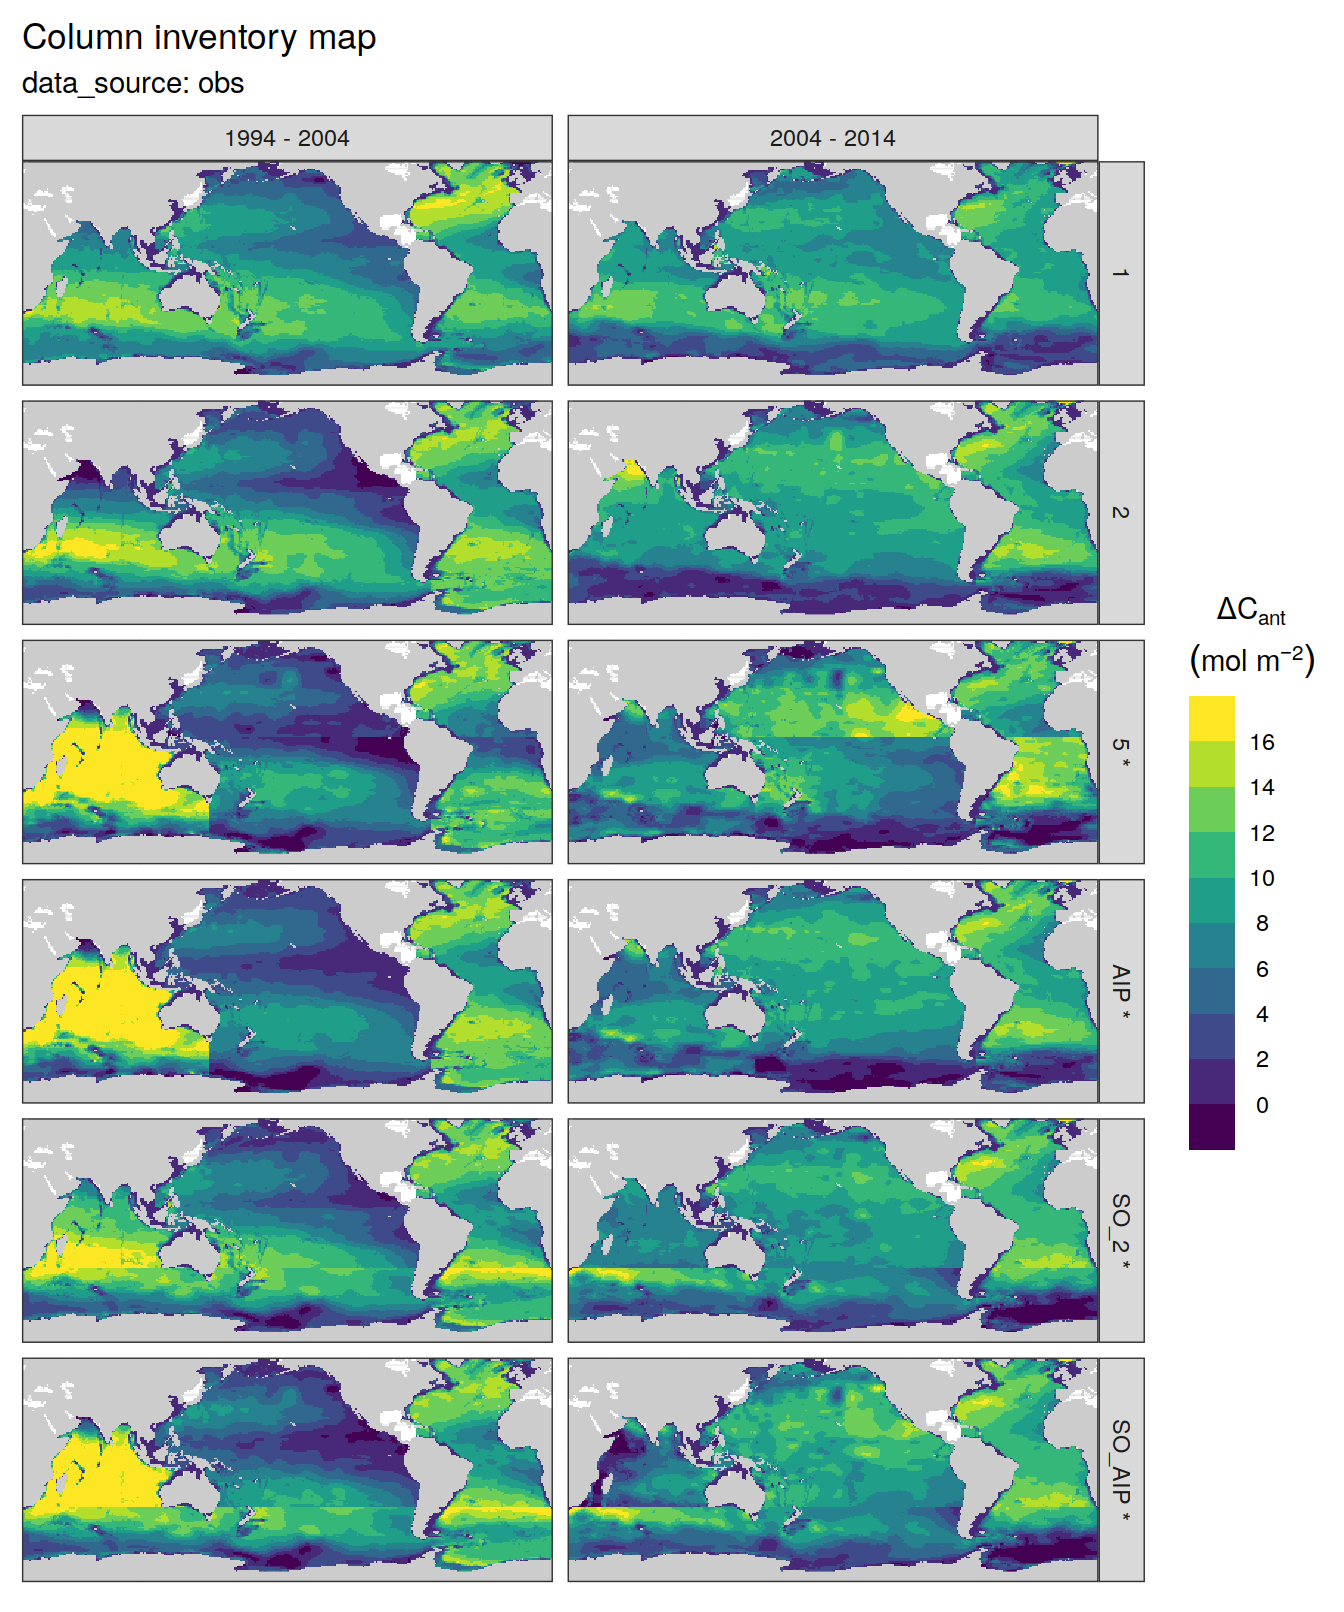 Column inventory map
data_source: obs
1994 - 2004
2004 - 2014
1
2
5 *
AIP *
SO_2 *
SO_AIP *
ΔCant
(mol m−2)
16
14
12
10
8
6
4
2
0